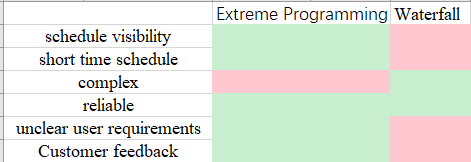 Extreme Programming Waterfall
schedule visibility
short time schedule
complex
reliable
unclear user requirements
Customer feedback